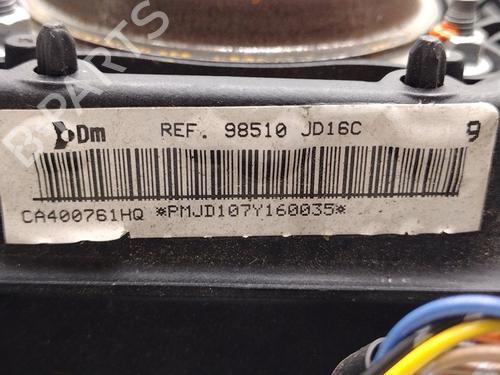 Dm REF. 98510 JD16C 9
CA400761HQ *PMJD107Y160035*
B-PARTS